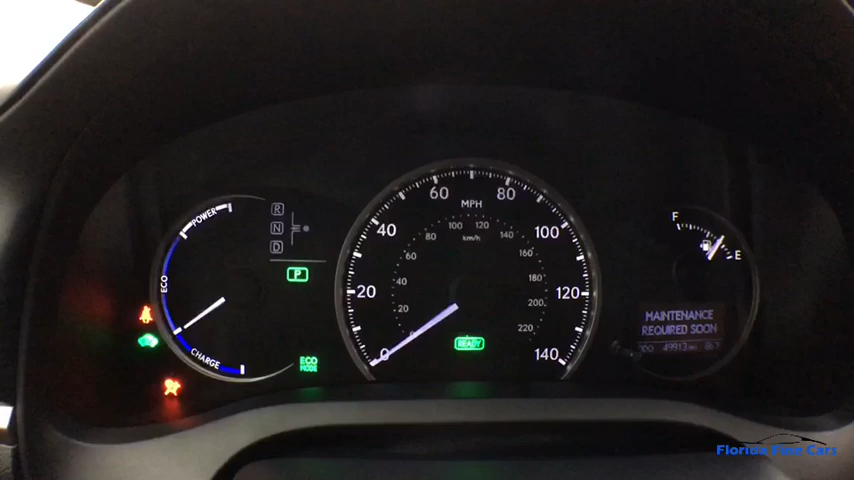 POWER
ECO
CHARGE
R
N
D
P
ECO
MODE
MPH
km/h
0
20
40
60
80
100
120
140
20
40
60
80
100
120
140
160
180
200
220
READY
F
E
MAINTENANCE
REQUIRED SOON
ODO 49913
Florida Fine Cars